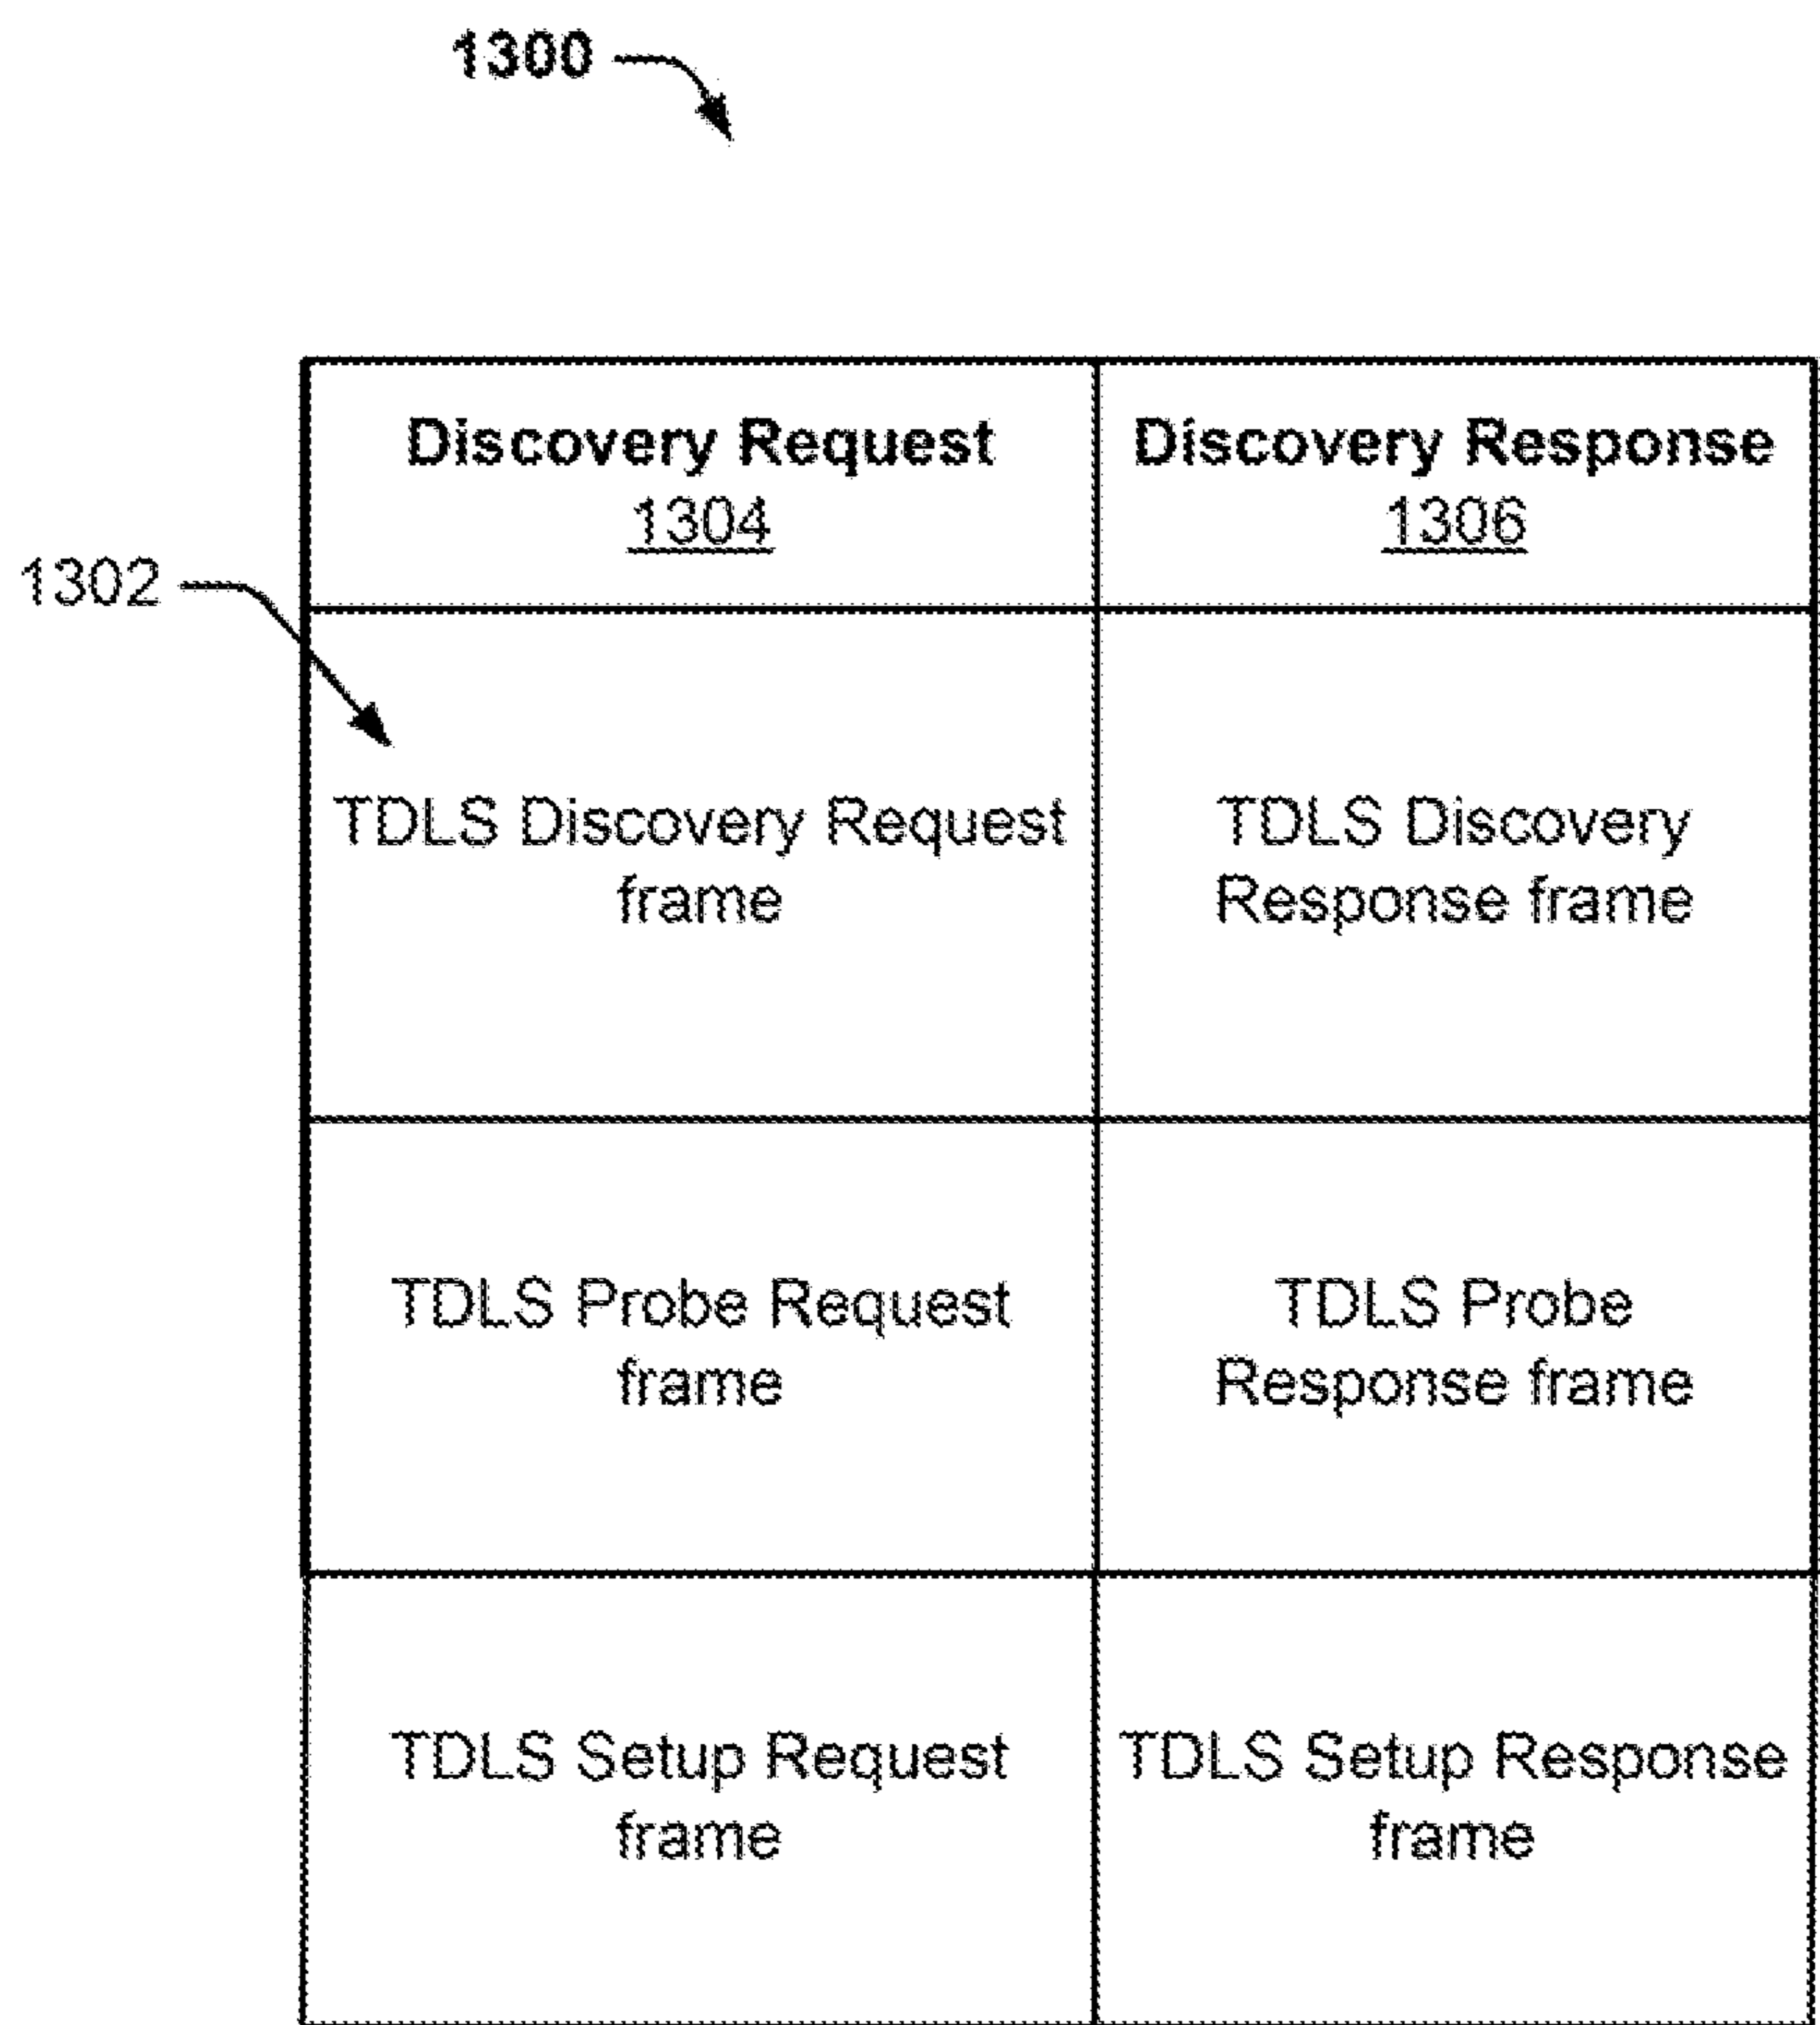 1300
Discovery Request
1304
Discovery Response
1306
1302
TDLS Discovery Request
frame
TDLS Discovery
Response frame
TDLS Probe Request
frame
TDLS Probe
Response frame
TDLS Setup Request
frame
TDLS Setup Response
frame